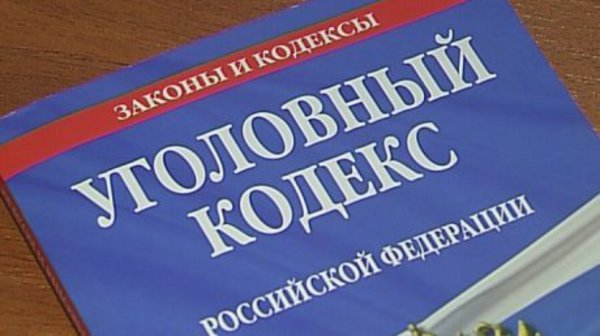 ЗАКОНЫ И КОДЕКСЫ
УГОЛОВНЫЙ
КОДЕКС
РОССИЙСКОЙ ФЕДЕРАЦИИ